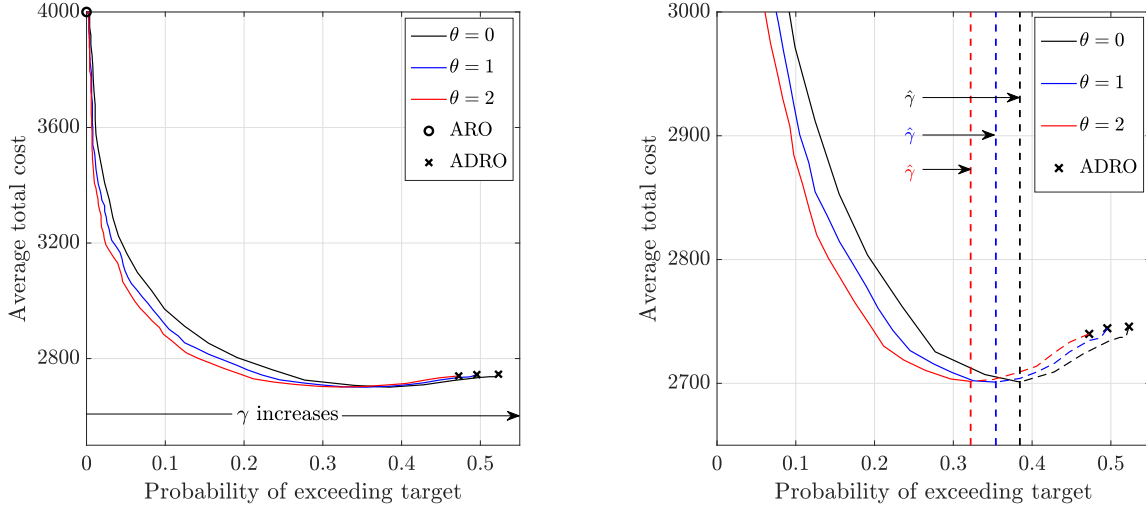 4000
3600
3200
2800
Average total cost
θ = 0
θ = 1
θ = 2
ARO
ADRO
γ increases
0
0.1
0.2
0.3
0.4
0.5
Probability of exceeding target
3000
2900
2800
2700
Average total cost
γ̂
γ̂
γ̂
θ = 0
θ = 1
θ = 2
ADRO
0.1
0.2
0.3
0.4
0.5
Probability of exceeding target